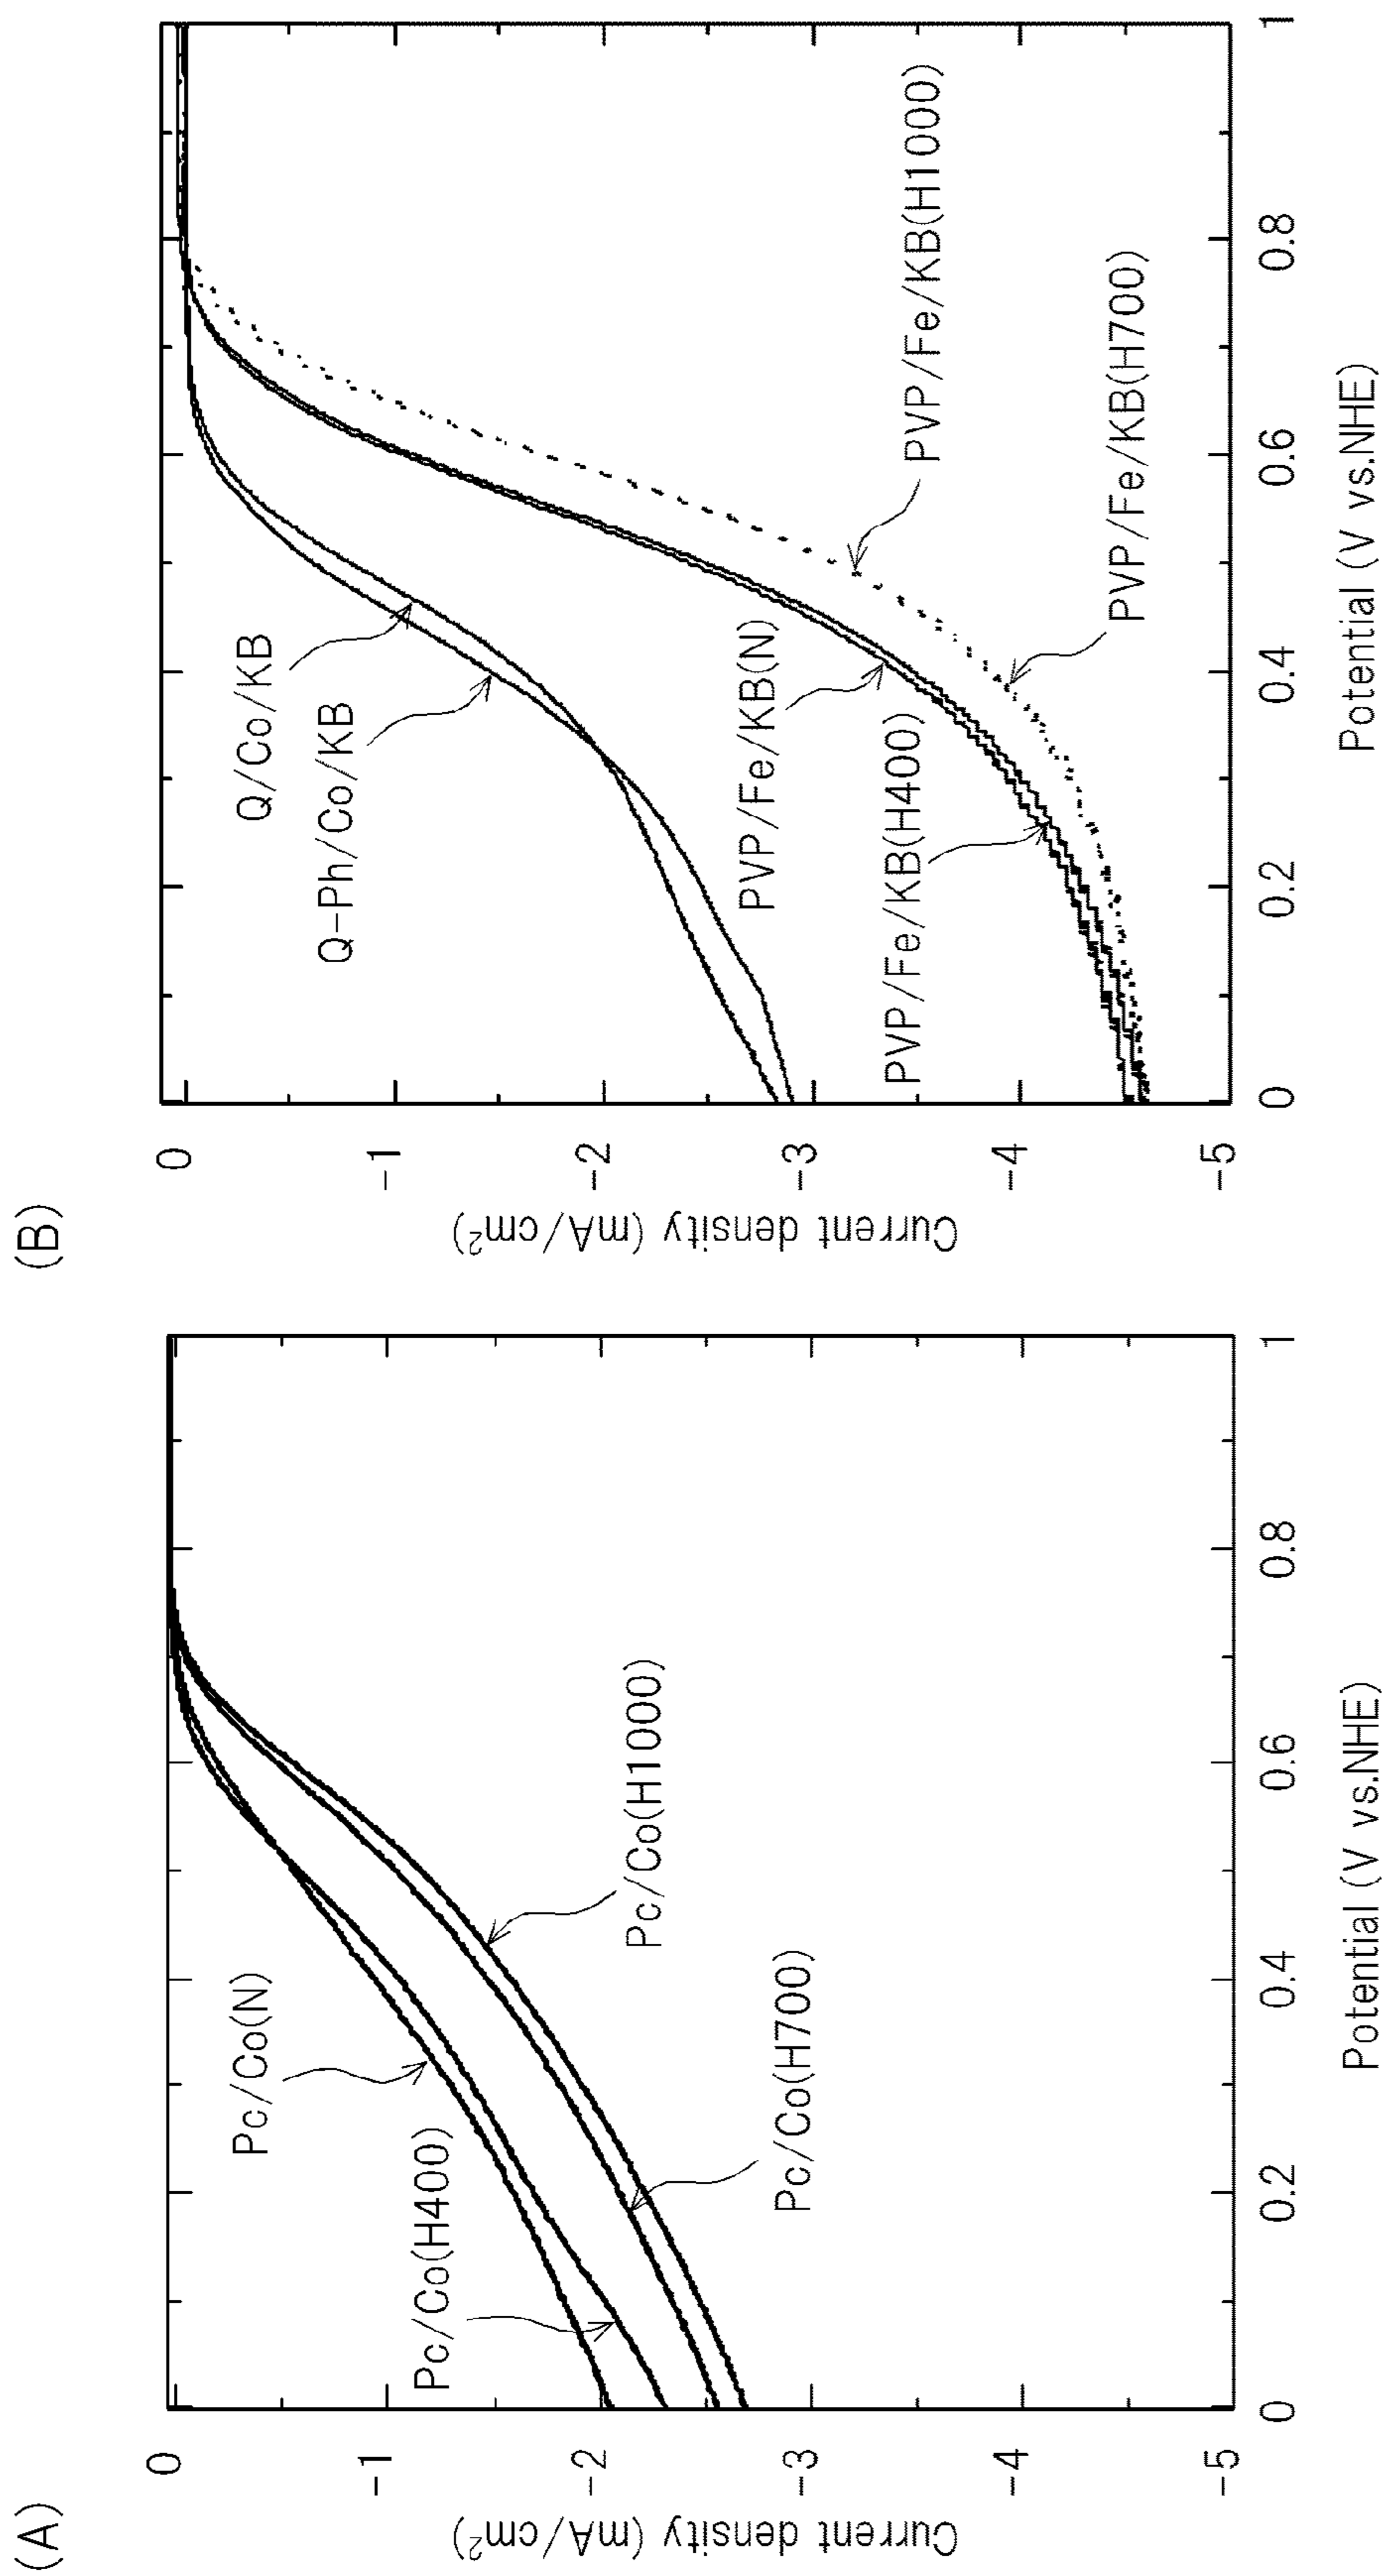 (A)
Current density (mA/cm²)
0
-1
-2
-3
-4
-5
Pc/Co(N)
Pc/Co(H400)
Pc/Co(H1000)
Pc/Co(H700)
0
0.2
0.4
0.6
0.8
1
Potential (V vs.NHE)
(B)
Current density (mA/cm²)
0
-1
-2
-3
-4
-5
Q/Co/KB
Q-Ph/Co/KB
PVP/Fe/KB(N)
PVP/Fe/KB(H400)
PVP/Fe/KB(H1000)
PVP/Fe/KB(H700)
0
0.2
0.4
0.6
0.8
1
Potential (V vs.NHE)